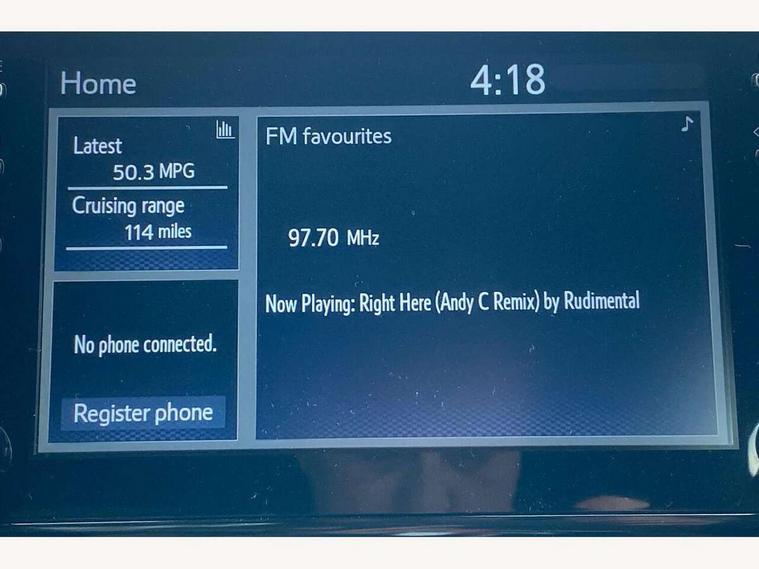 Home
4:18
Latest
50.3 MPG
Cruising range
114 miles
No phone connected.
Register phone
FM favourites
97.70 MHz
Now Playing: Right Here (Andy C Remix) by Rudimental